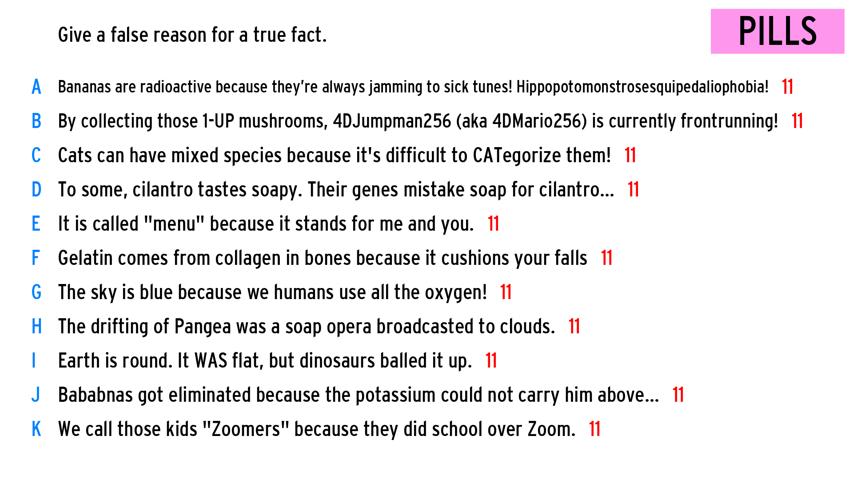 Give a false reason for a true fact.
PILLS
A Bananas are radioactive because they're always jamming to sick tunes! Hippopotomonstrosesquipedaliophobia! 11
B By collecting those 1-UP mushrooms, 4DJumpman256 (aka 4DMario256) is currently frontrunning! 11
C Cats can have mixed species because it's difficult to CATegorize them! 11
D To some, cilantro tastes soapy. Their genes mistake soap for cilantro... 11
E It is called "menu" because it stands for me and you. 11
F Gelatin comes from collagen in bones because it cushions your falls 11
G The sky is blue because we humans use all the oxygen! 11
H The drifting of Pangea was a soap opera broadcasted to clouds. 11
I Earth is round. It WAS flat, but dinosaurs balled it up. 11
J Bababnas got eliminated because the potassium could not carry him above... 11
K We call those kids "Zoomers" because they did school over Zoom. 11